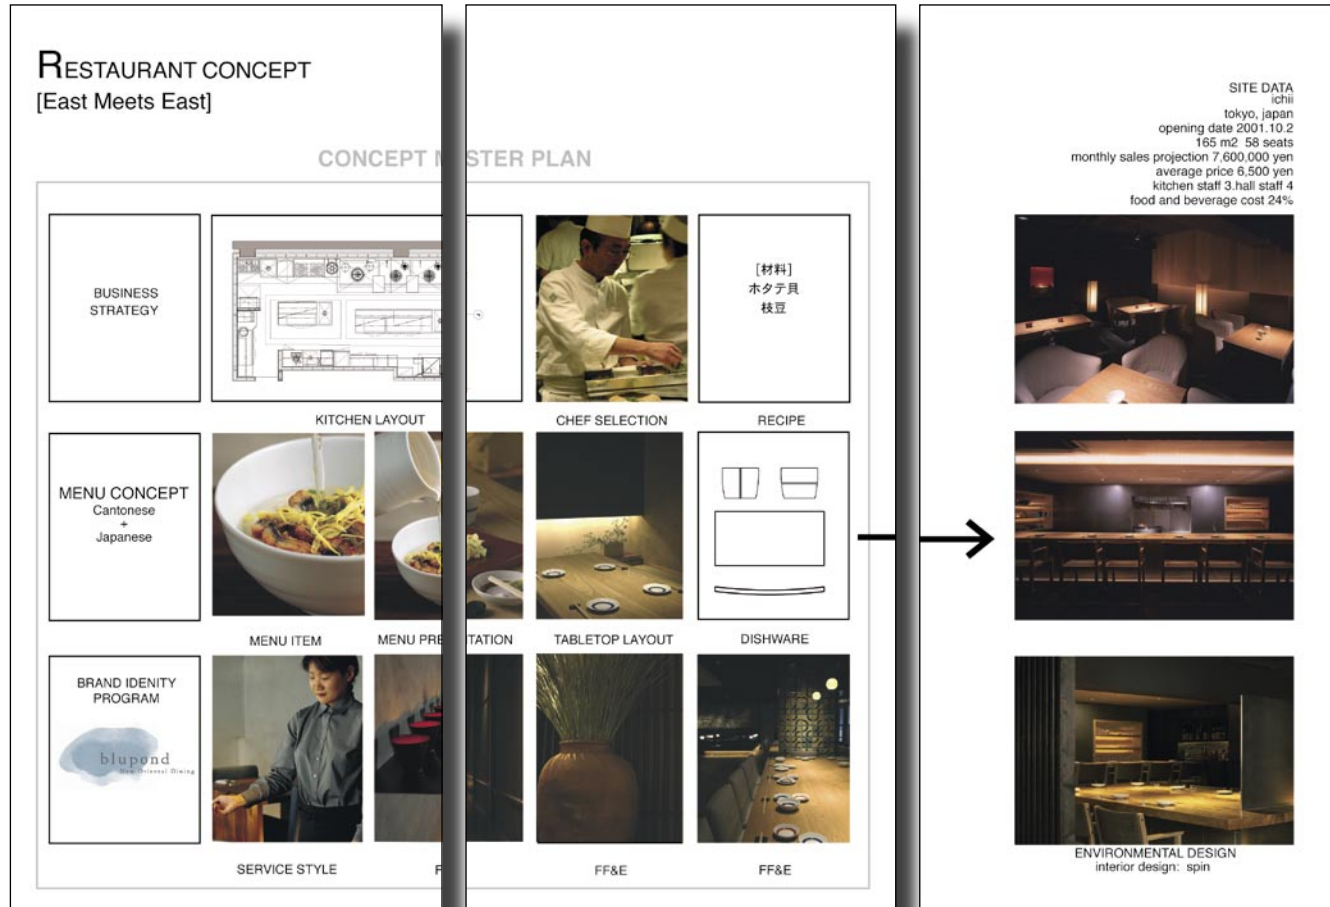 RESTAURANT CONCEPT
[East Meets East]
CONCEPT M STER PLAN
BUSINESS
STRATEGY
KITCHEN LAYOUT
CHEF SELECTION
[材料]
ホタテ貝
枝豆
RECIPE
MENU CONCEPT
Cantonese
+
Japanese
MENU ITEM
MENU PRE TATION
TABLETOP LAYOUT
DISHWARE
BRAND IDENITY
PROGRAM
blupond
New Oriental Dining
SERVICE STYLE
F
FF&E
FF&E
SITE DATA
ichii
tokyo, japan
opening date 2001.10.2
165 m2 58 seats
monthly sales projection 7,600,000 yen
average price 6,500 yen
kitchen staff 3.hall staff 4
food and beverage cost 24%
ENVIRONMENTAL DESIGN
interior design: spin